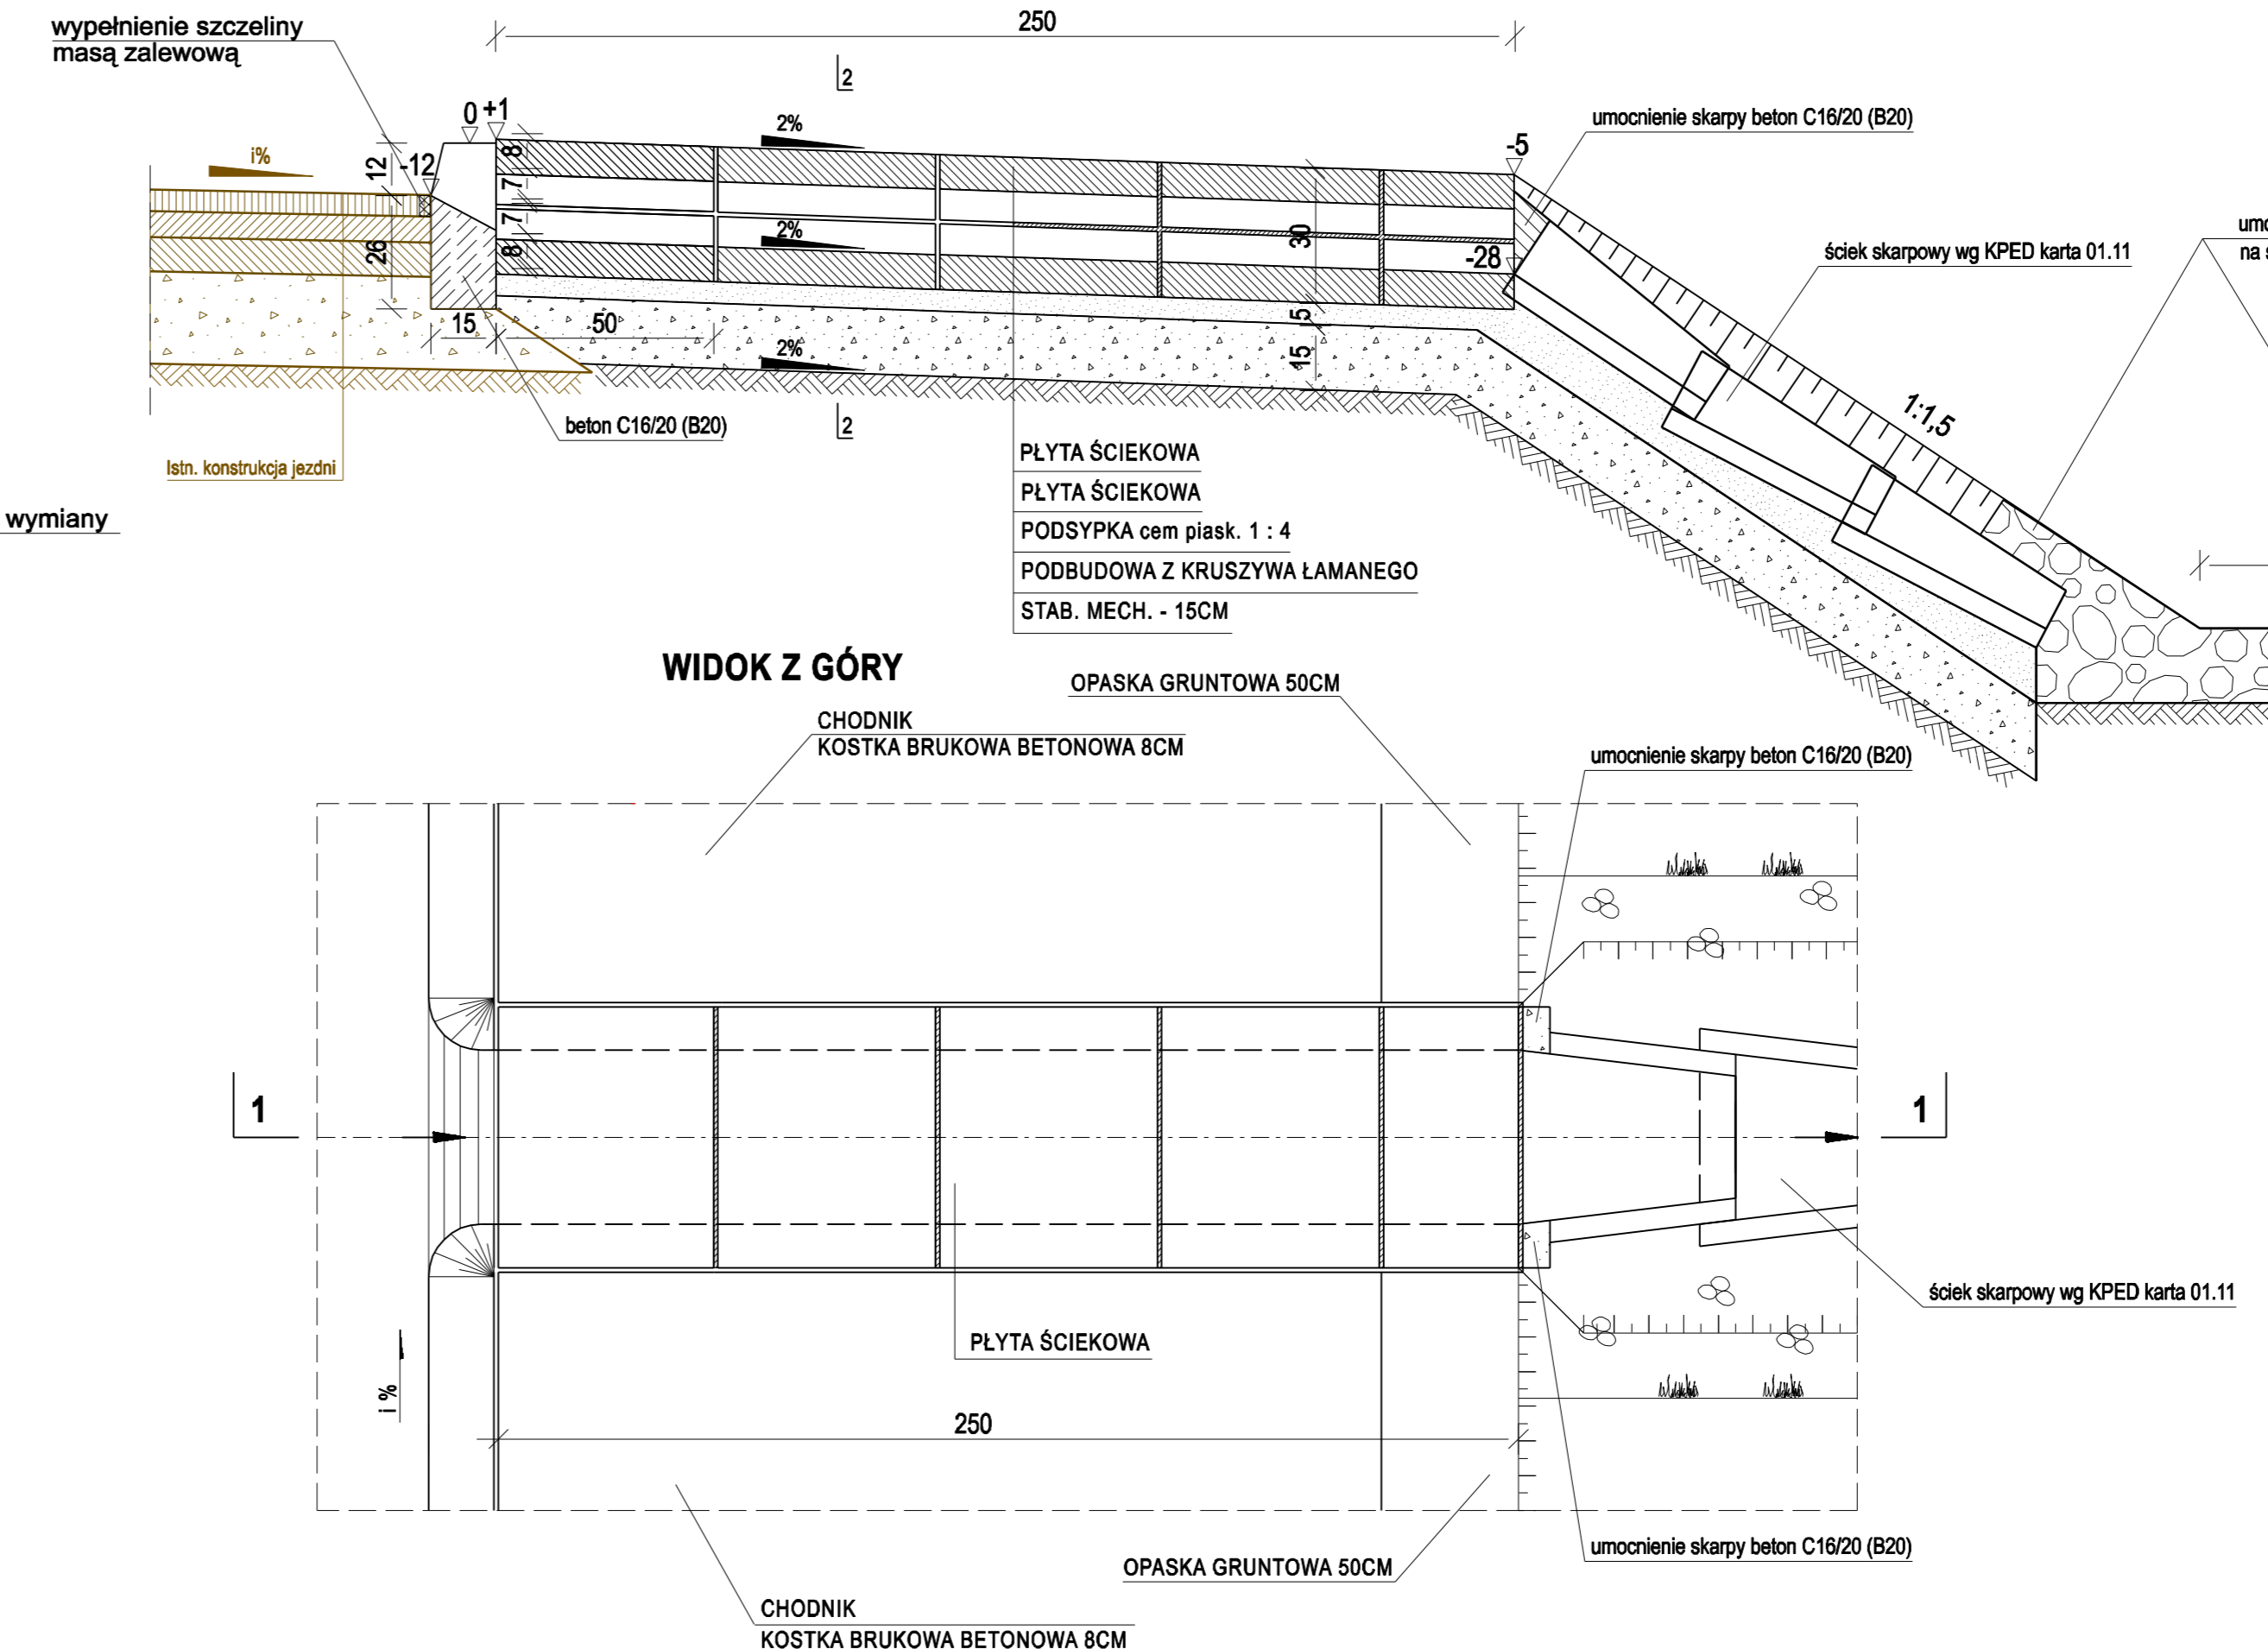 wypełnienie szczeliny
masą zalewową
250
2
0 +1
-12
12
26
i%
8
7
7
8
2%
2%
2%
30
5
15
-5
-28
15
50
umocnienie skarpy beton C16/20 (B20)
ściek skarpowy wg KPED karta 01.11
1:1,5
beton C16/20 (B20)
2
Istn. konstrukcja jezdni
wymiany
PŁYTA ŚCIEKOWA
PŁYTA ŚCIEKOWA
PODSYPKA cem piask. 1 : 4
PODBUDOWA Z KRUSZYWA ŁAMANEGO
STAB. MECH. - 15CM
WIDOK Z GÓRY
OPASKA GRUNTOWA 50CM
CHODNIK
KOSTKA BRUKOWA BETONOWA 8CM
umocnienie skarpy beton C16/20 (B20)
1
1
ściek skarpowy wg KPED karta 01.11
PŁYTA ŚCIEKOWA
i %
250
umocnienie skarpy beton C16/20 (B20)
OPASKA GRUNTOWA 50CM
CHODNIK
KOSTKA BRUKOWA BETONOWA 8CM